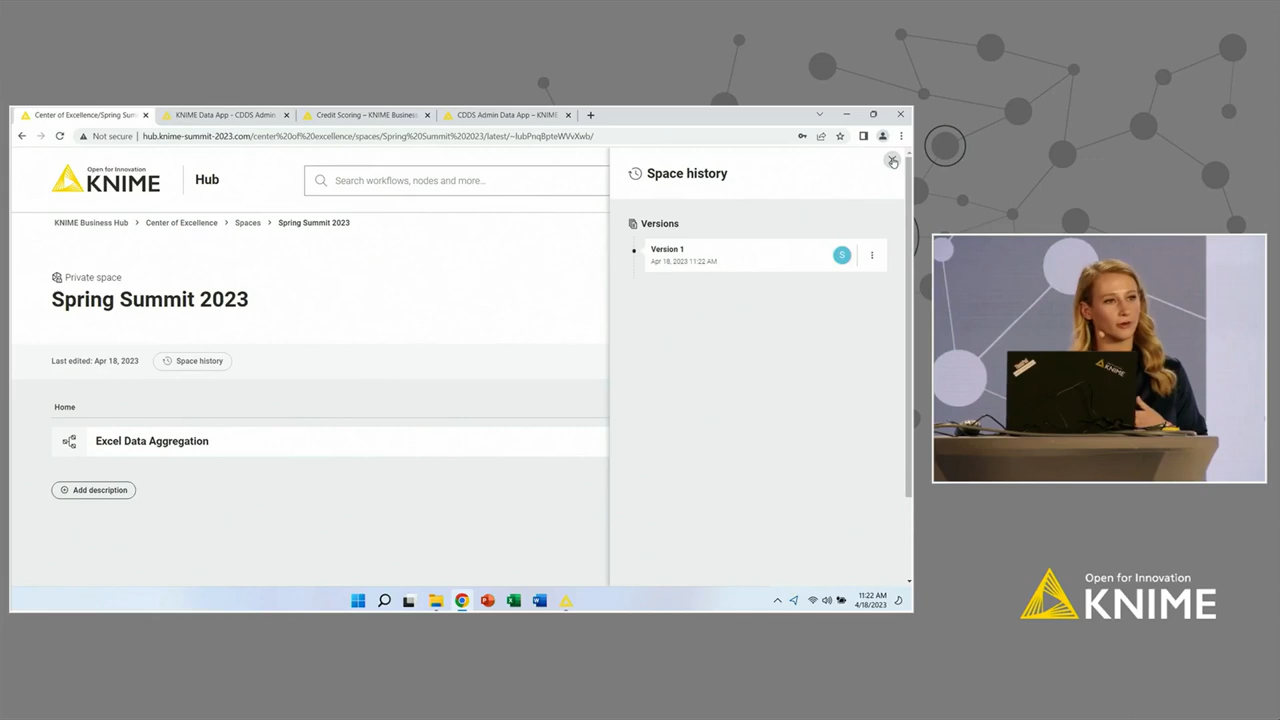 Center of Excellence/Spring Sum
KNIME Data App - CDDS Admin
Credit Scoring – KNIME Business
CDDS Admin Data App – KNIME
Not secure
hub.knime-summit-2023.com/center%20of%20excellence/spaces/Spring%20Summit%202023/latest/~IubPnqBpteWVvXwb/
Open for Innovation
KNIME
Hub
Search workflows, nodes and more...
Space history
KNIME Business Hub > Center of Excellence > Spaces > Spring Summit 2023
Versions
Version 1
Apr 18, 2023 11:22 AM
S
Private space
Spring Summit 2023
Last edited: Apr 18, 2023
Space history
Home
Excel Data Aggregation
Add description
11:22 AM
4/18/2023
KNIME
Open for Innovation
KNIME